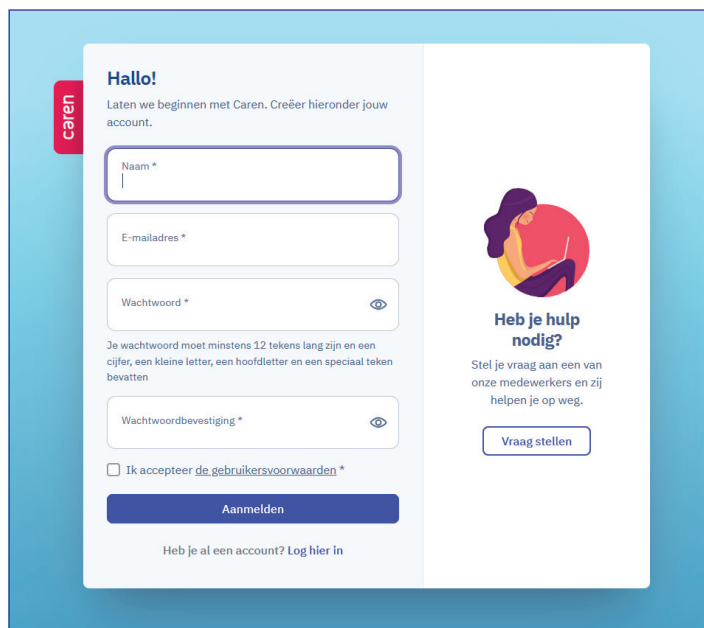 caren
Hallo!
Laten we beginnen met Caren. Creëer hieronder jouw
account.
Naam *
E-mailadres *
Wachtwoord *
Je wachtwoord moet minstens 12 tekens lang zijn en een
cijfer, een kleine letter, een hoofdletter en een speciaal teken
bevatten
Wachtwoordbevestiging *
Ik accepteer de gebruikersvoorwaarden *
Aanmelden
Heb je al een account? Log hier in
Heb je hulp
nodig?
Stel je vraag aan een van
onze medewerkers en zij
helpen je op weg.
Vraag stellen